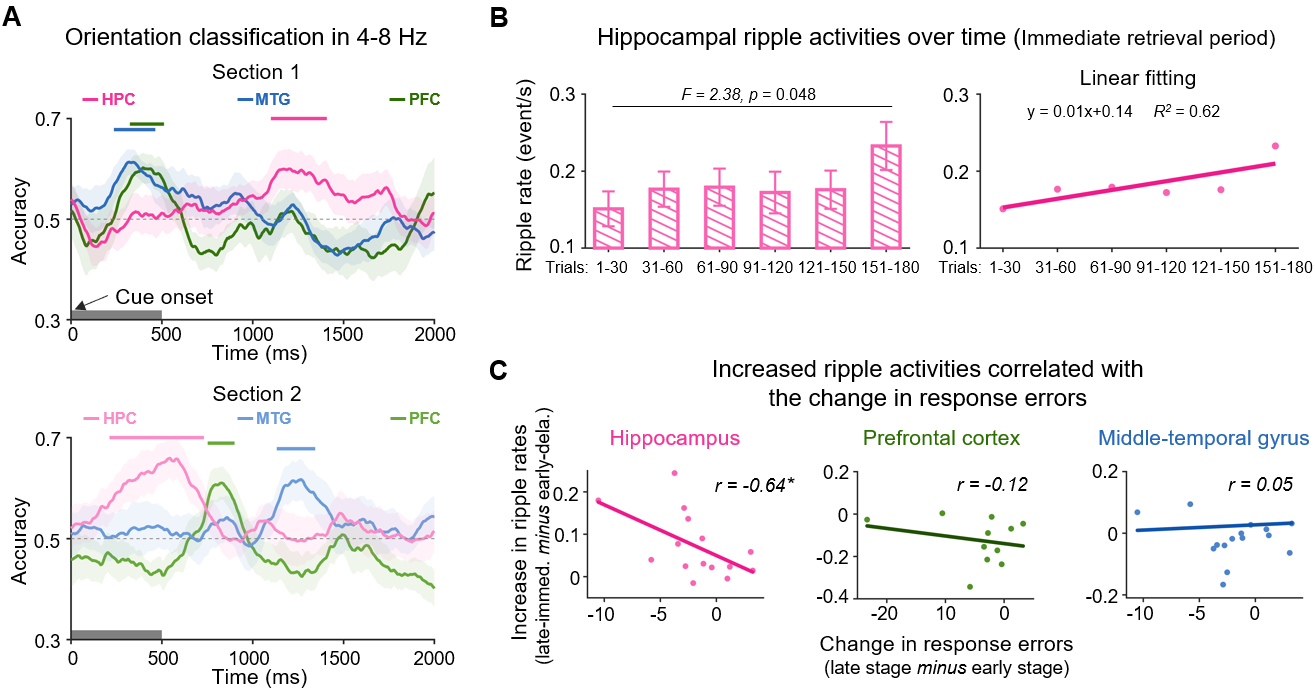 A
Orientation classification in 4-8 Hz
Section 1
HPC MTG PFC
0.7
0.5
0.3
Accuracy
Cue onset
0 500 1000 1500 2000
Time (ms)
Section 2
HPC MTG PFC
0.7
0.5
0.3
Accuracy
0 500 1000 1500 2000
Time (ms)
B
Hippocampal ripple activities over time (Immediate retrieval period)
Ripple rate (event/s)
0.3
0.2
0.1
F = 2.38, p = 0.048
Trials: 1-30 31-60 61-90 91-120 121-150 151-180
Linear fitting
y = 0.01x+0.14 R² = 0.62
0.3
0.2
0.1
Trials: 1-30 31-60 61-90 91-120 121-150 151-180
C
Increased ripple activities correlated with
the change in response errors
Increase in ripple rates
(late-immed. minus early-dela.)
Hippocampus
r = -0.64*
0.2
0.1
0
-10 -5 0
Prefrontal cortex
r = -0.12
0.2
0
-0.2
-0.4
-20 10 0
Middle-temporal gyrus
r = 0.05
0.2
0
-0.2
-10 -5 0
Change in response errors
(late stage minus early stage)